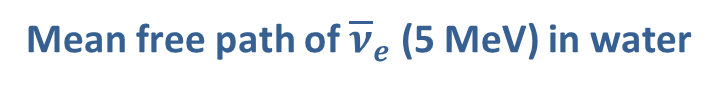 Mean free path of ν̅ₑ (5 MeV) in water